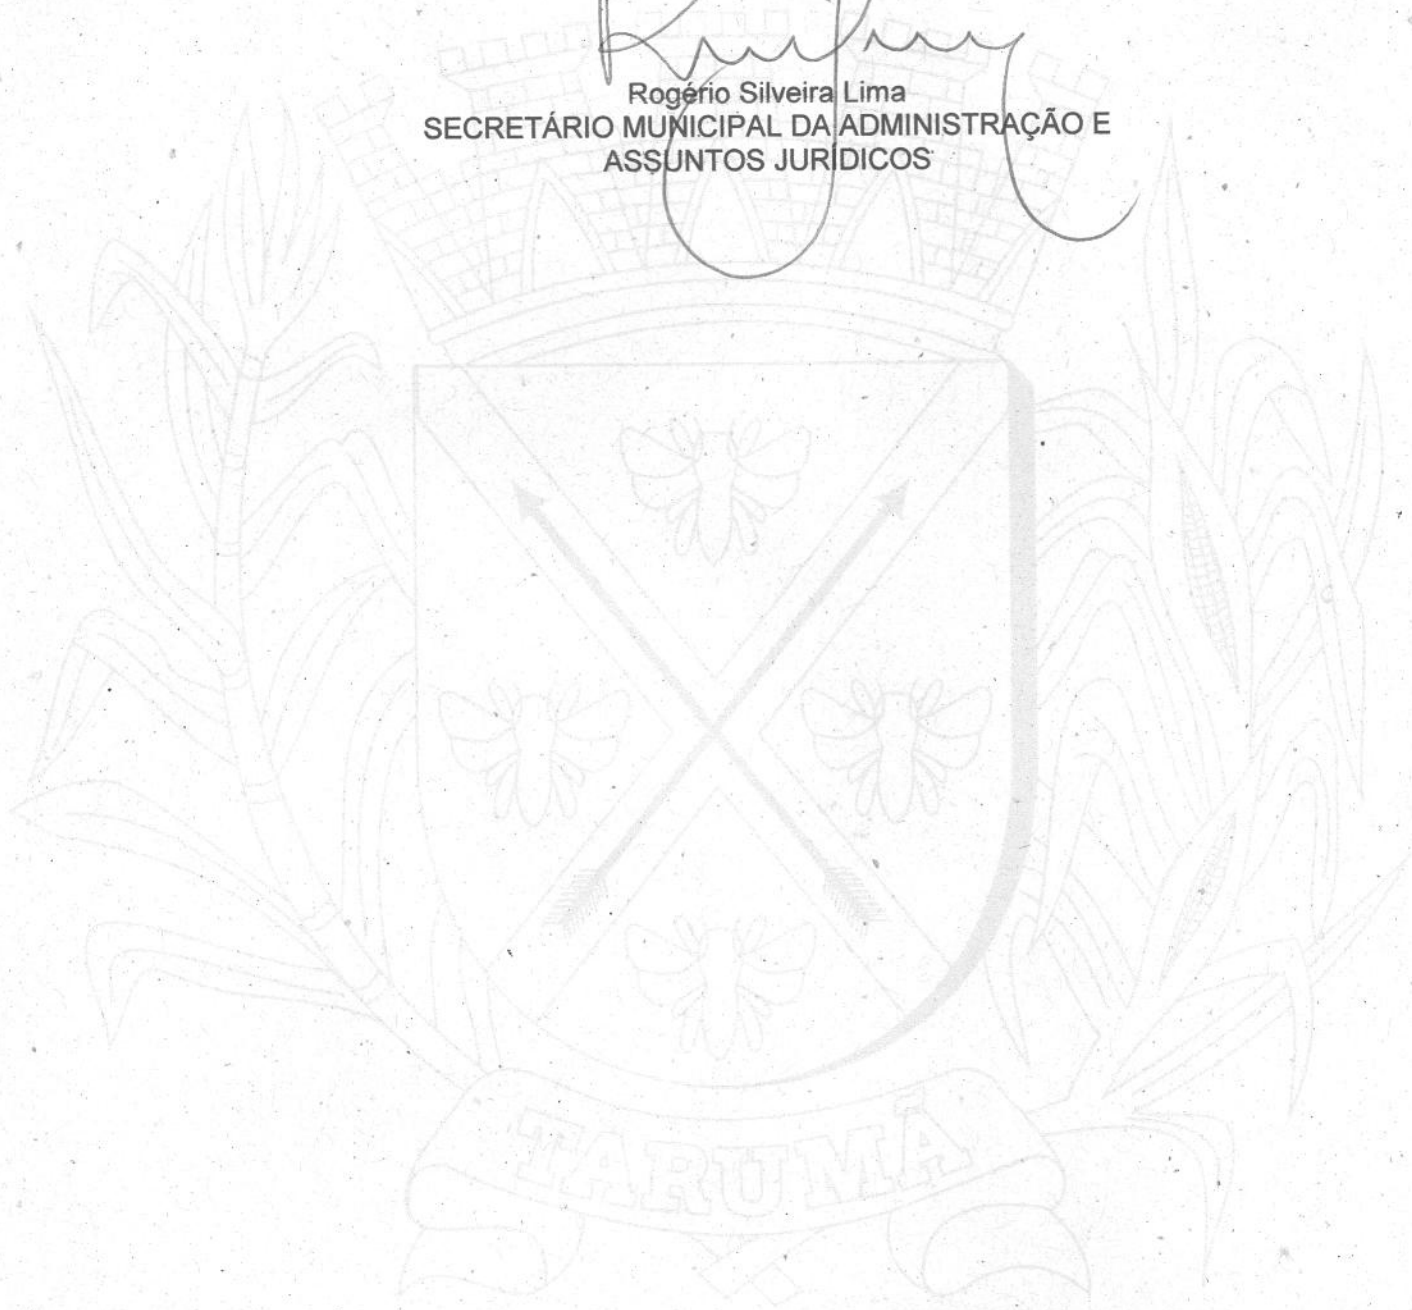 Rogério Silveira Lima
SECRETÁRIO MUNICIPAL DA ADMINISTRAÇÃO E
ASSUNTOS JURÍDICOS
TARUMÃ